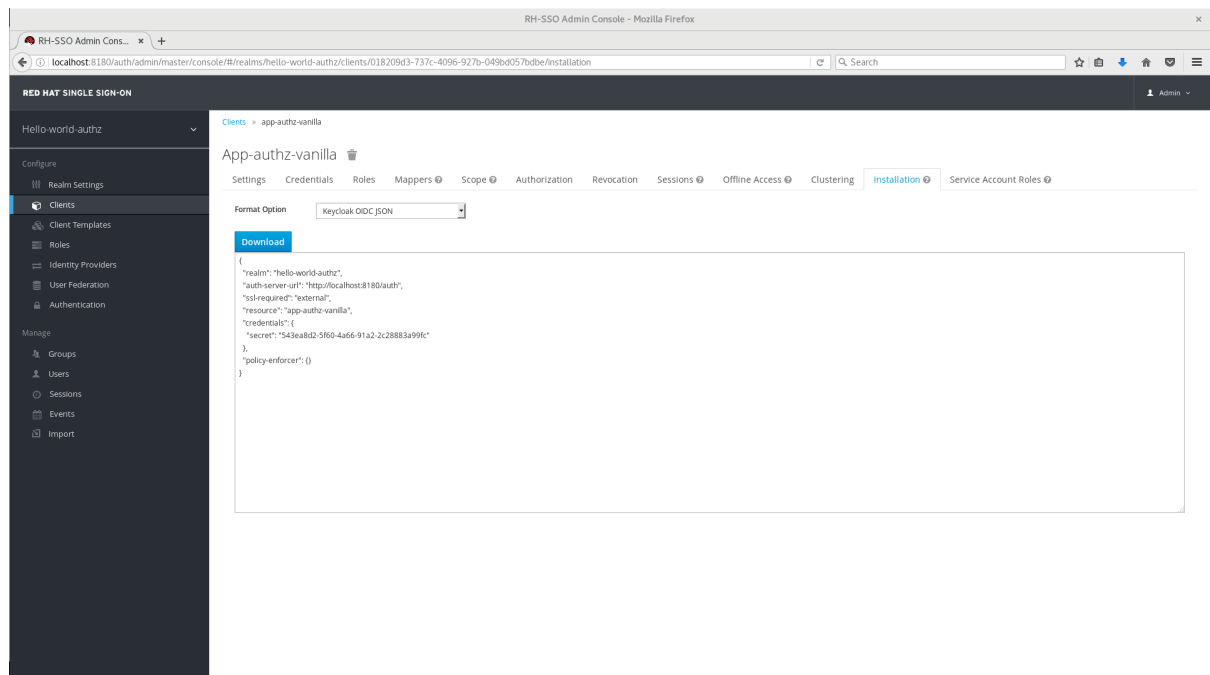 RH-SSO Admin Console - Mozilla Firefox
RH-SSO Admin Cons...
localhost:8180/auth/admin/master/console/#/realms/hello-world-authz/clients/018209d3-737c-4096-927b-049bd057bdbe/installation
Search
RED HAT SINGLE SIGN-ON
Admin
Hello-world-authz
Configure
Realm Settings
Clients
Client Templates
Roles
Identity Providers
User Federation
Authentication
Manage
Groups
Users
Sessions
Events
Import
Clients » app-authz-vanilla
App-authz-vanilla
Settings Credentials Roles Mappers Scope Authorization Revocation Sessions Offline Access Clustering Installation Service Account Roles
Format Option Keycloak OIDC JSON
Download
{
"realm": "hello-world-authz",
"auth-server-url": "http://localhost:8180/auth",
"ssl-required": "external",
"resource": "app-authz-vanilla",
"credentials": {
"secret": "543ea8d2-5f60-4a66-91a2-2c28883a99fc"
},
"policy-enforcer": {}
}